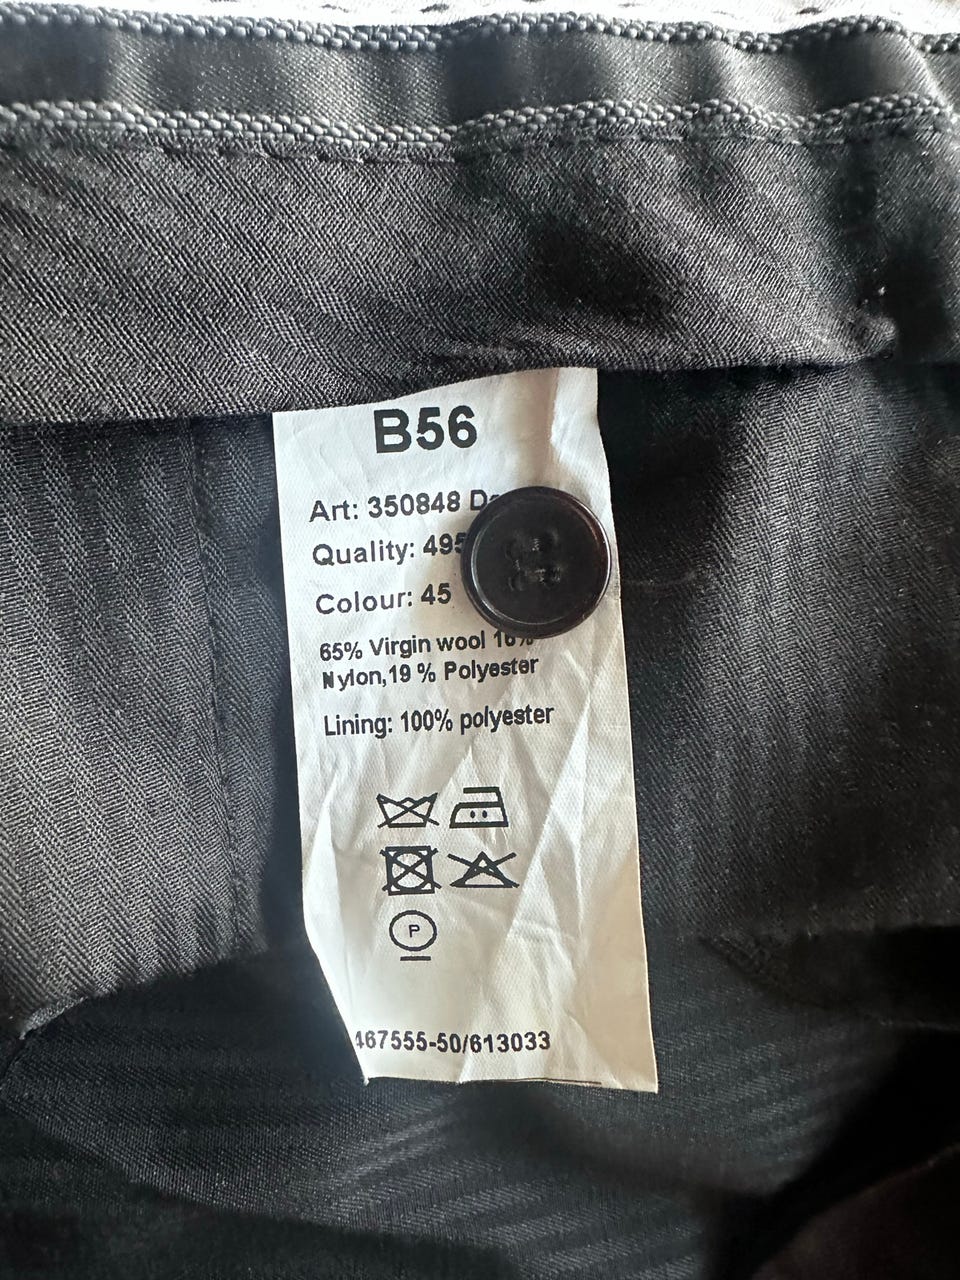 B56
Art: 350848
Quality: 495
Colour: 45
65% Virgin wool 16%
Nylon,19 % Polyester
Lining: 100% polyester
P
467555-50/613033